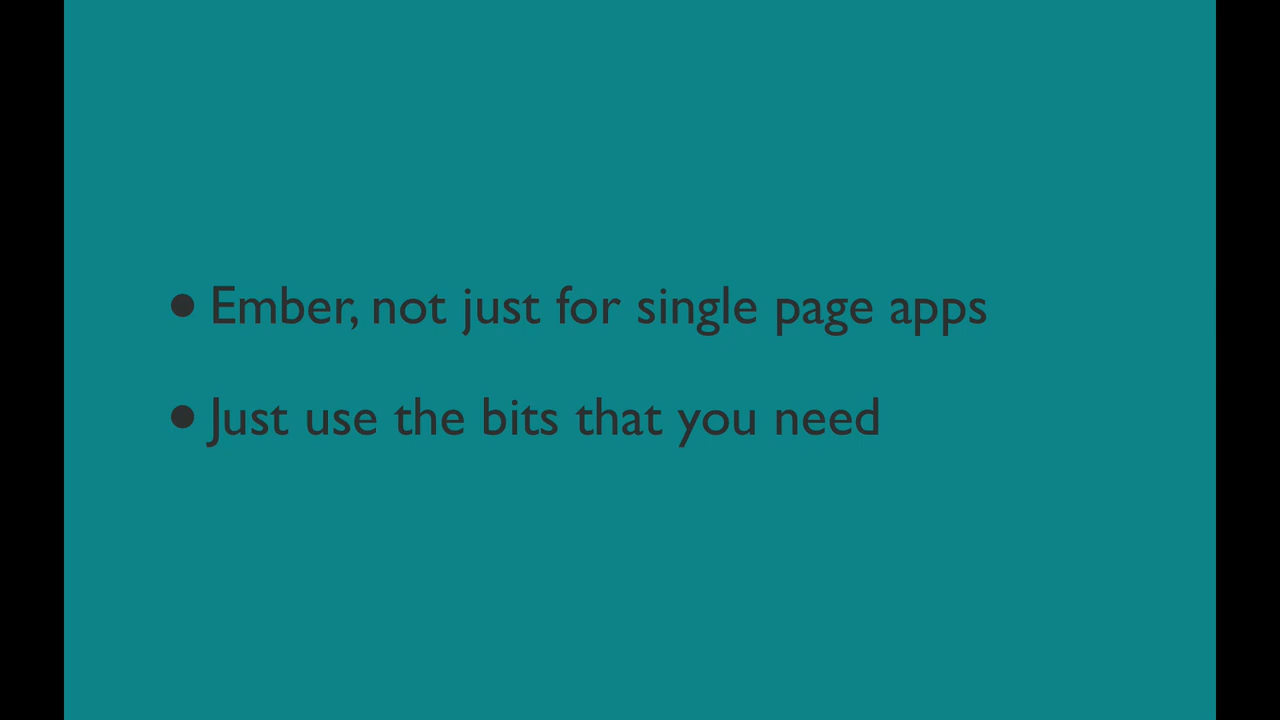 • Ember, not just for single page apps
• Just use the bits that you need